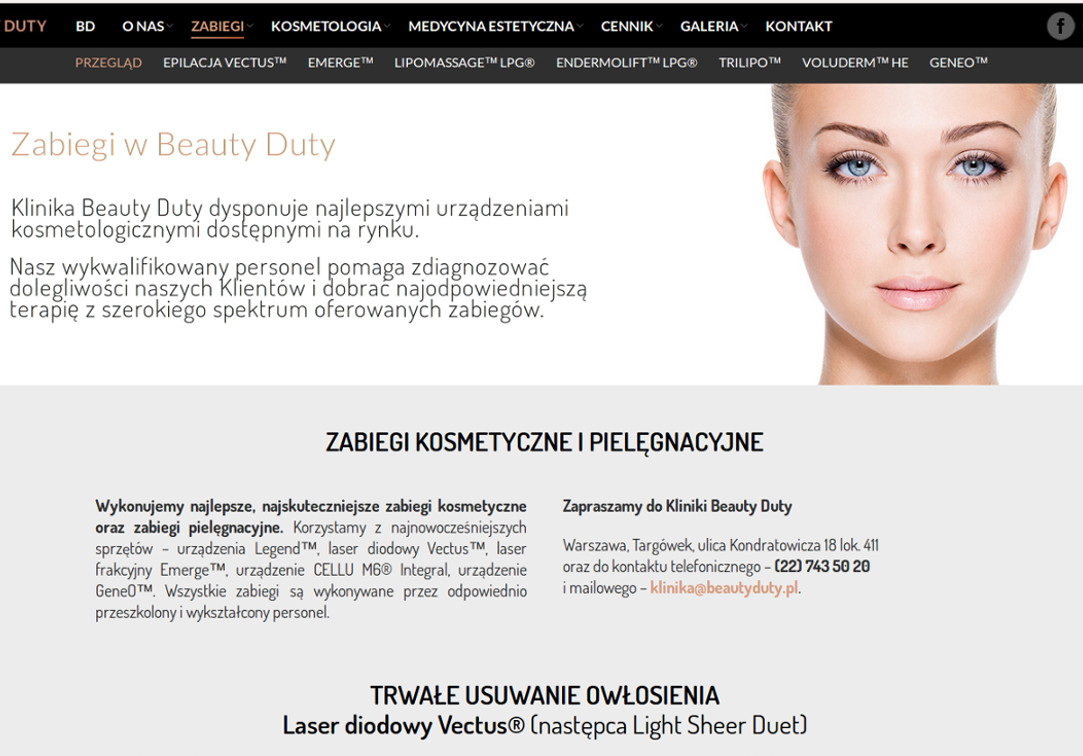 DUTY BD O NAS ZABIEGI KOSMETOLOGIA MEDYCYNA ESTETYCZNA CENNIK GALERIA KONTAKT f
PRZEGLĄD EPILACJA VECTUS™ EMERGE™ LIPOMASSAGE™ LPG® ENDERMOLIFT™ LPG® TRILIPO™ VOLUDERM™ HE GENEO™
Zabiegi w Beauty Duty
Klinika Beauty Duty dysponuje najlepszymi urządzeniami
kosmetologicznymi dostępnymi na rynku.
Nasz wykwalifikowany personel pomaga zdiagnozować
dolegliwości naszych Klientów i dobrać najodpowiedniejszą
terapię z szerokiego spektrum oferowanych zabiegów.
ZABIEGI KOSMETYCZNE I PIELĘGNACYJNE
Wykonujemy najlepsze, najskuteczniejsze zabiegi kosmetyczne
oraz zabiegi pielęgnacyjne. Korzystamy z najnowocześniejszych
sprzętów – urządzenia Legend™, laser diodowy Vectus™, laser
frakcyjny Emerge™, urządzenie CELLU M6® Integral, urządzenie
GeneO™. Wszystkie zabiegi są wykonywane przez odpowiednio
przeszkolony i wykształcony personel.
Zapraszamy do Kliniki Beauty Duty
Warszawa, Targówek, ulica Kondratowicza 18 lok. 411
oraz do kontaktu telefonicznego – (22) 743 50 20
i mailowego – klinika@beautyduty.pl.
TRWAŁE USUWANIE OWŁOSIENIA
Laser diodowy Vectus® (następca Light Sheer Duet)